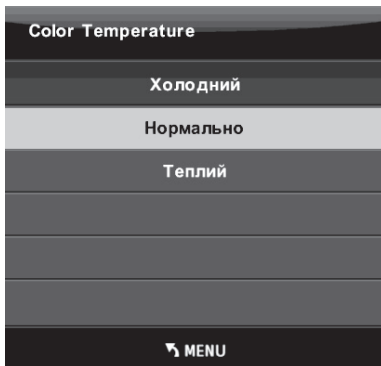 Color Temperature
Холодний
Нормально
Теплий
MENU